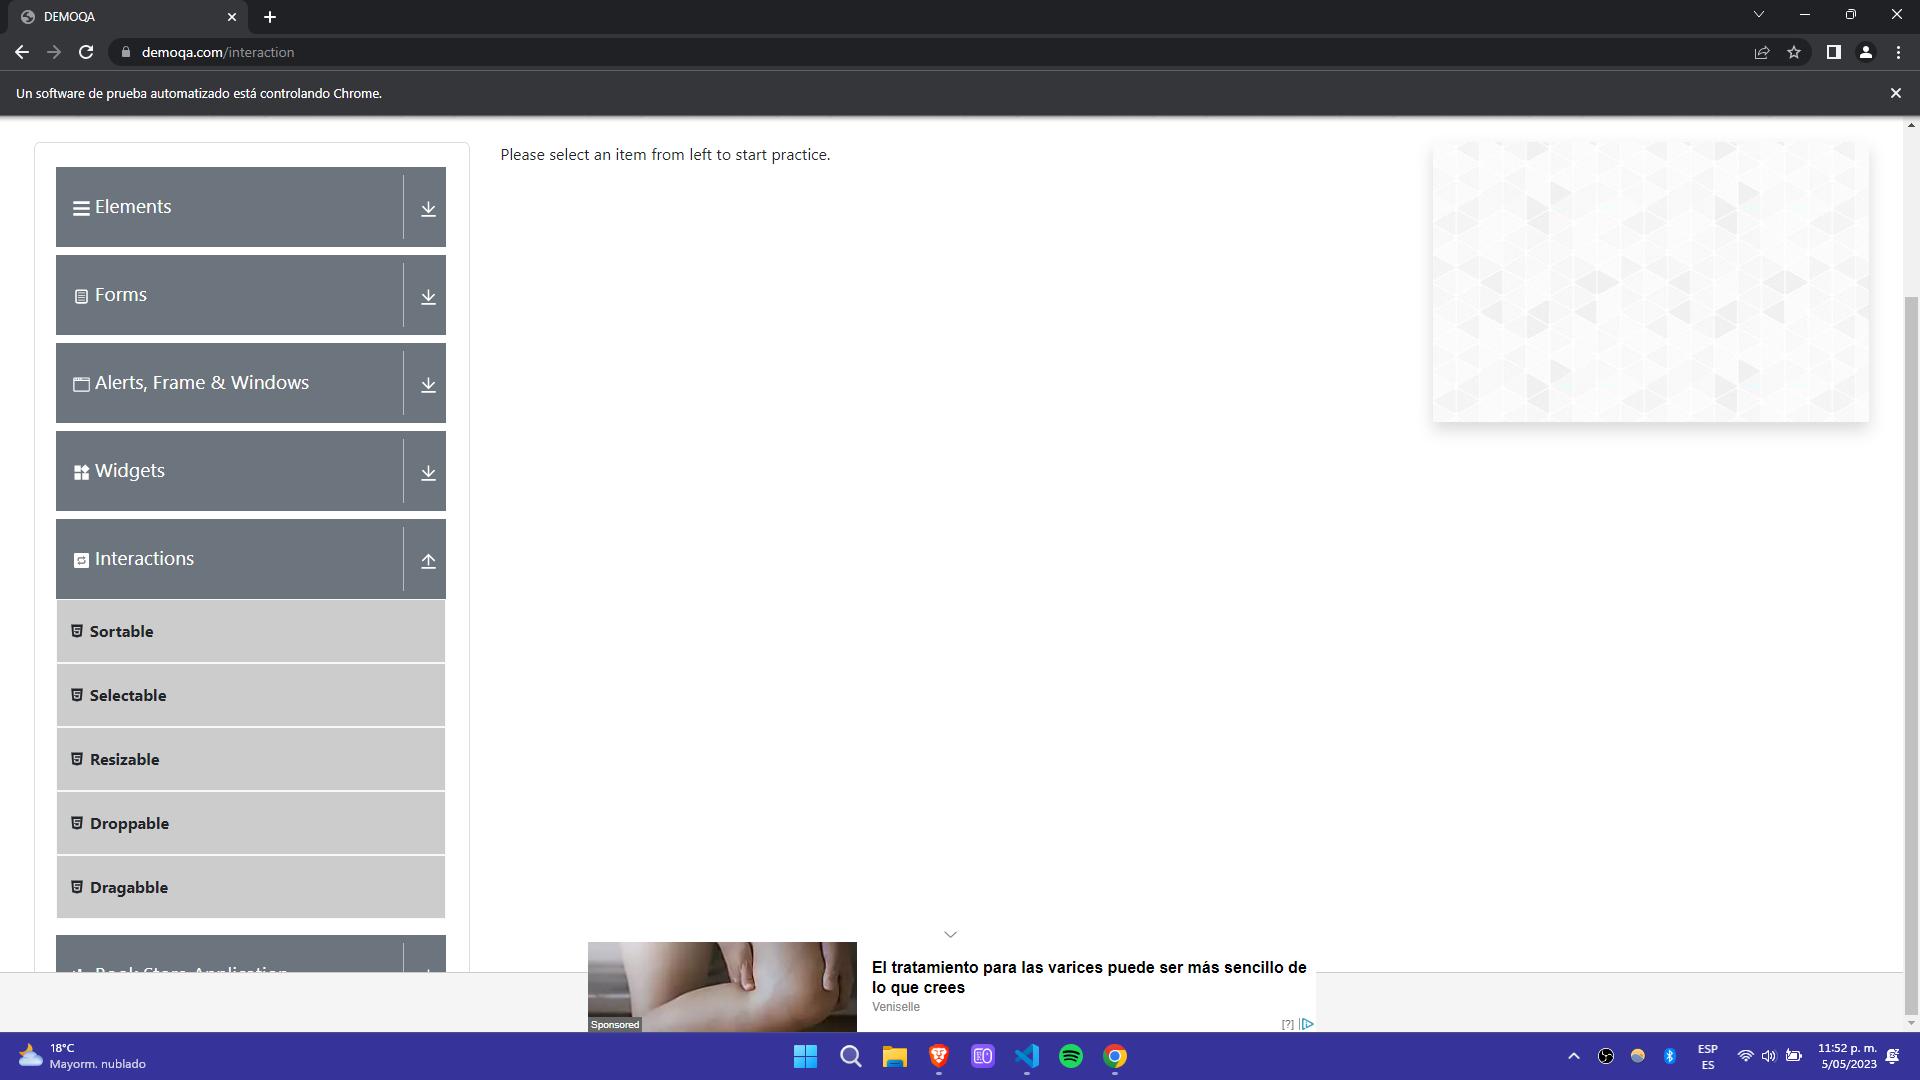 DEMOQA
demoqa.com/interaction
Un software de prueba automatizado está controlando Chrome.
Please select an item from left to start practice.
Elements
Forms
Alerts, Frame & Windows
Widgets
Interactions
Sortable
Selectable
Resizable
Droppable
Dragabble
Book Store Application
El tratamiento para las varices puede ser más sencillo de
lo que crees
Veniselle
Sponsored
[?]
18°C
Mayorm. nublado
ESP
ES
11:52 p. m.
5/05/2023